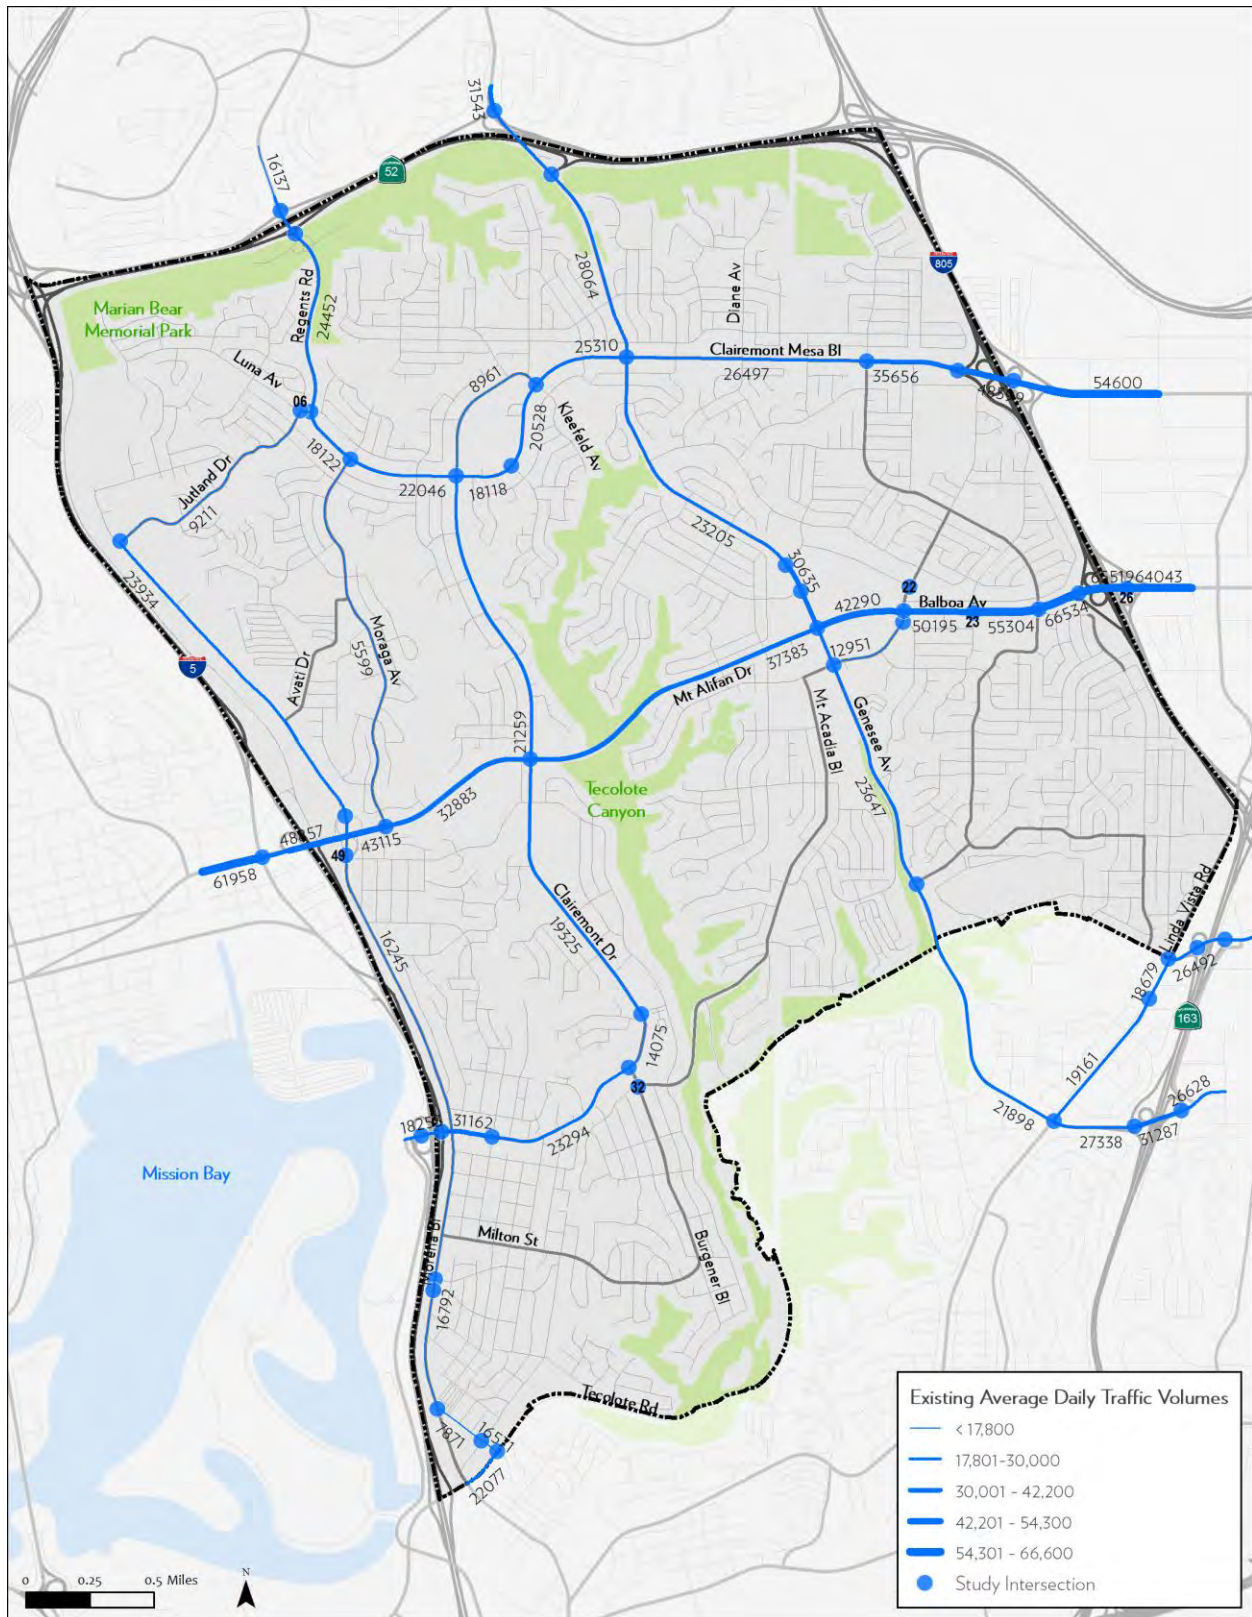 31543
16137
52
28064
805
Marian Bear
Memorial Park
Regents Rd
24452
Diane Av
25310
Clairemont Mesa Bl
26497
35656
54600
Luna Av
8961
06
20528
Kleefeld Av
18122
22046
18118
Jutland Dr
9211
23205
23934
30635
22
42290
Balboa Av
50195
23
55304
66534
26
5
Avati Dr
Moraga Av
5599
37383
12951
Mt Alifan Dr
Mt Acadia Bl
Genesee Av
23647
21259
Tecolote
Canyon
32883
49
43115
61958
Clairemont Dr
19325
16245
Linda Vista Rd
26492
18679
163
14075
32
19161
26628
21898
27338
31287
31162
23294
Mission Bay
Milton St
Morena Bl
16792
Burgener Bl
Tecolote Rd
7871
22077
Existing Average Daily Traffic Volumes
< 17,800
17,801-30,000
30,001 - 42,200
42,201 - 54,300
54,301 - 66,600
Study Intersection
0 0.25 0.5 Miles
N